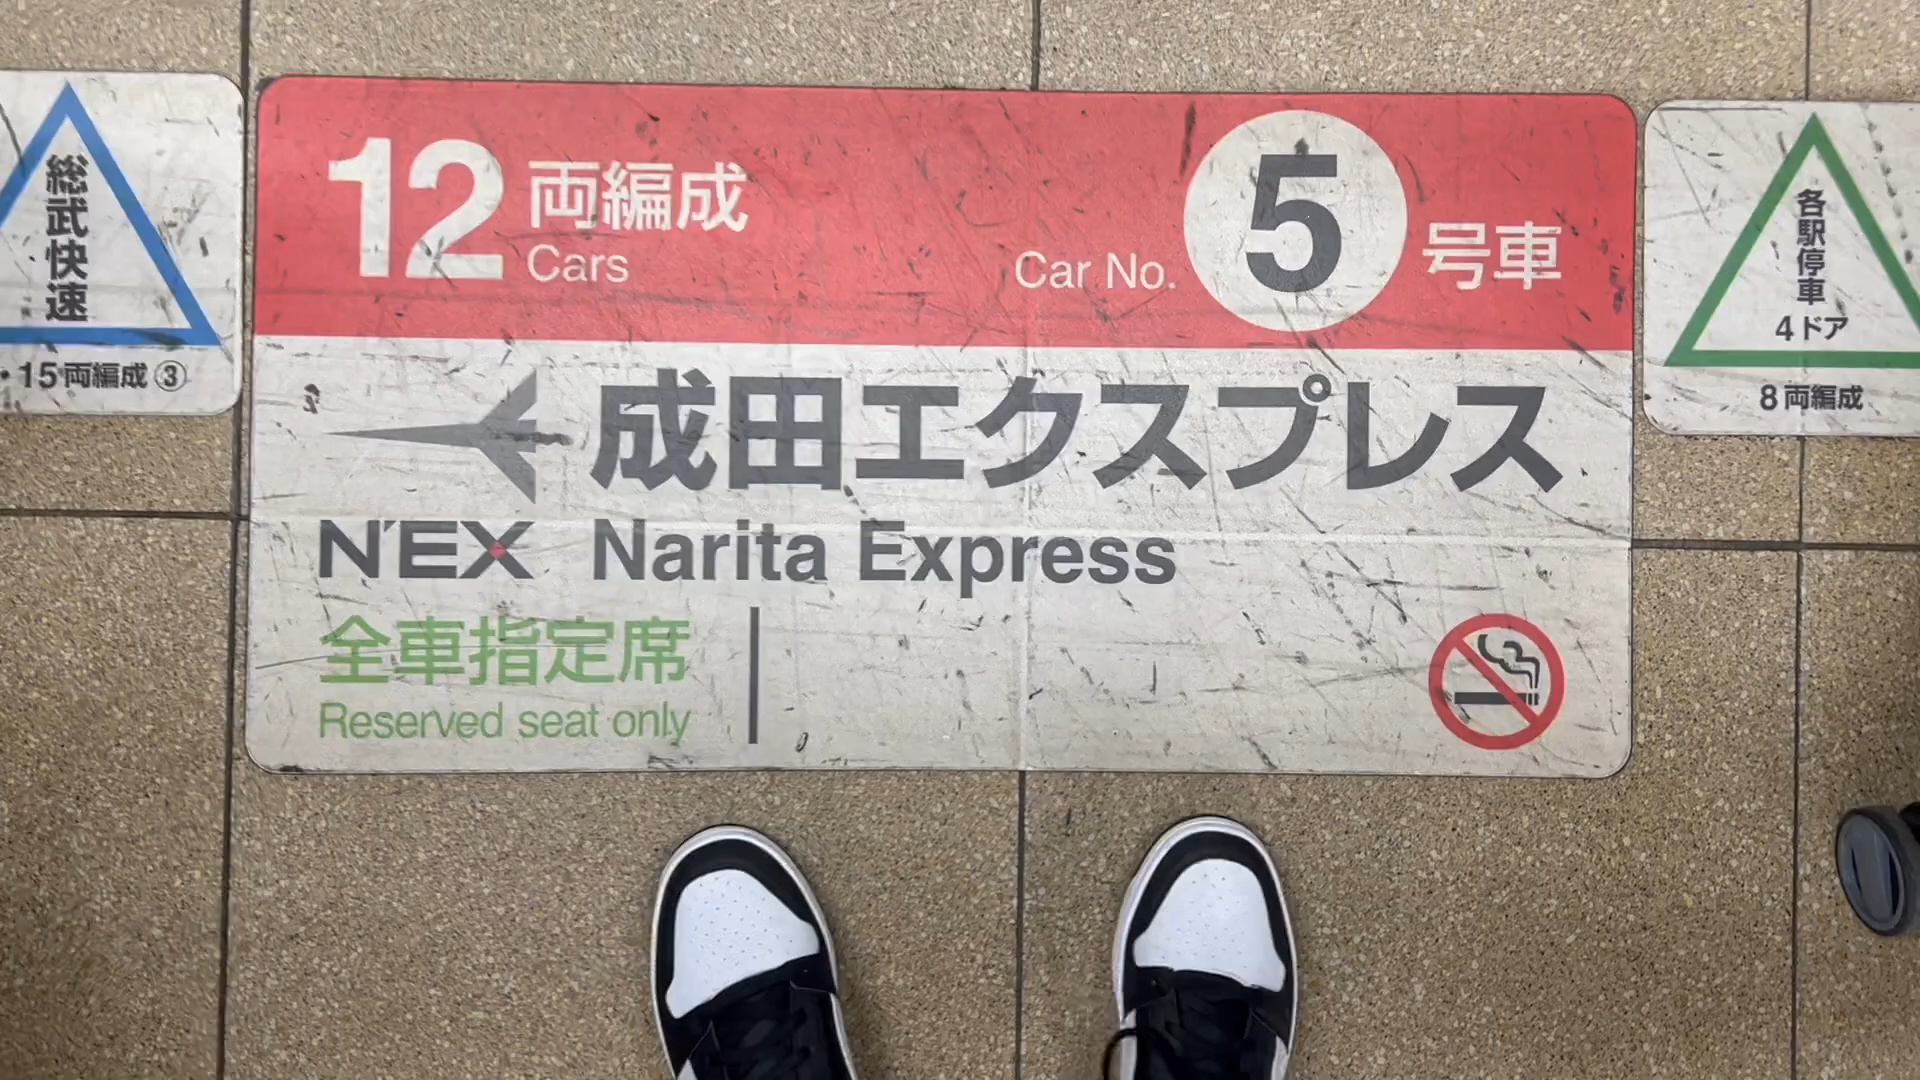 総武快速
・15両編成③
12両編成
Cars
Car No. 5号車
成田エクスプレス
N'EX Narita Express
全車指定席
Reserved seat only
各駅停車
4ドア
8両編成